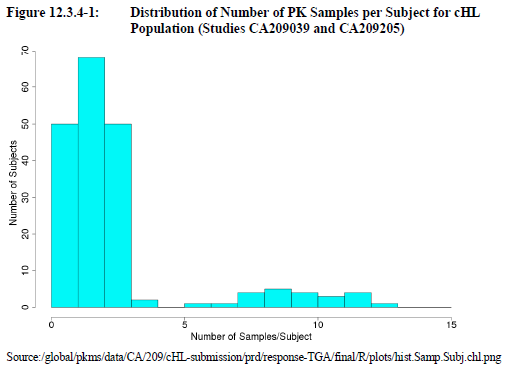 Figure 12.3.4-1: Distribution of Number of PK Samples per Subject for cHL
Population (Studies CA209039 and CA209205)
70
60
50
40
30
20
10
0
Number of Subjects
0 5 10 15
Number of Samples/Subject
Source:/global/pkms/data/CA/209/cHL-submission/prd/response-TGA/final/R/plots/hist.Samp.Subj.chl.png